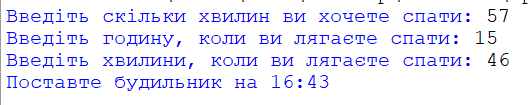 Введіть скільки хвилин ви хочете спати: 57
Введіть годину, коли ви лягаєте спати: 15
Введіть хвилини, коли ви лягаєте спати: 46
Поставте будильник на 16:43